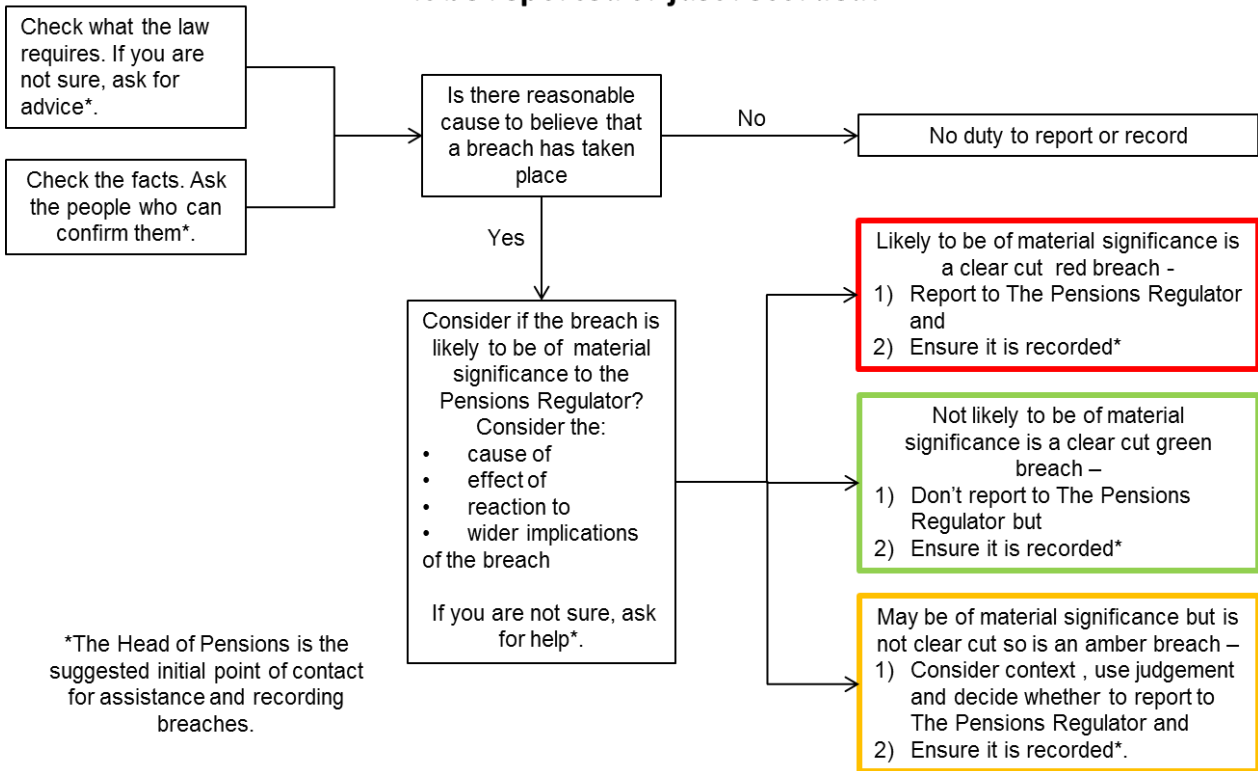 Check what the law
requires. If you are
not sure, ask for
advice*.
Check the facts. Ask
the people who can
confirm them*.
Is there reasonable
cause to believe that
a breach has taken
place
No
No duty to report or record
Yes
Consider if the breach is
likely to be of material
significance to the
Pensions Regulator?
Consider the:
• cause of
• effect of
• reaction to
• wider implications
of the breach
If you are not sure, ask
for help*.
Likely to be of material significance is
a clear cut red breach -
1) Report to The Pensions Regulator
and
2) Ensure it is recorded*
Not likely to be of material
significance is a clear cut green
breach –
1) Don’t report to The Pensions
Regulator but
2) Ensure it is recorded*
May be of material significance but is
not clear cut so is an amber breach –
1) Consider context , use judgement
and decide whether to report to
The Pensions Regulator and
2) Ensure it is recorded*.
*The Head of Pensions is the
suggested initial point of contact
for assistance and recording
breaches.